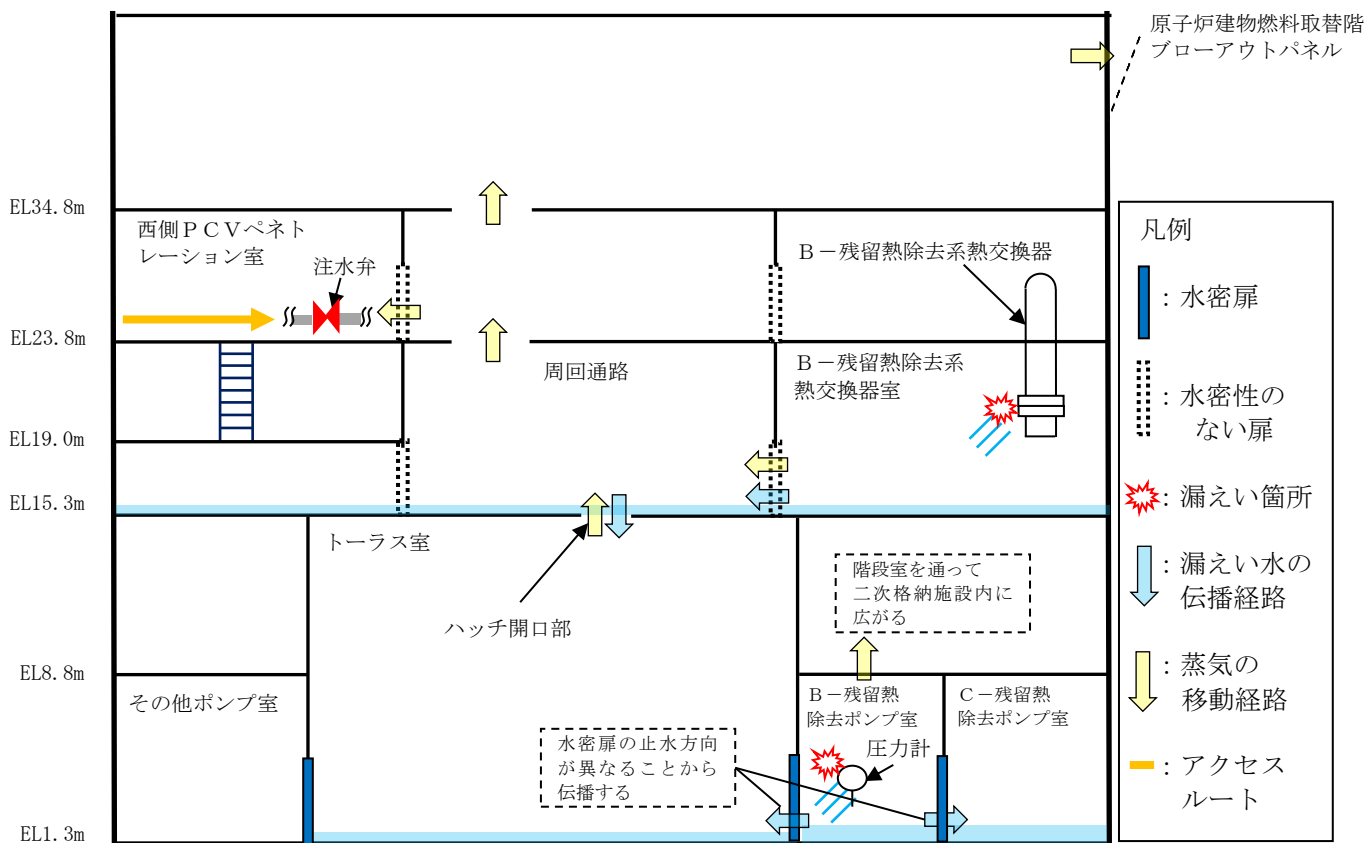 原子炉建物燃料取替階
ブローアウトパネル
EL34.8m
西側ＰＣＶペネト
レーション室
注水弁
Ｂ－残留熱除去系熱交換器
EL23.8m
周回通路
Ｂ－残留熱除去系
熱交換器室
EL19.0m
EL15.3m
トーラス室
ハッチ開口部
階段室を通って
二次格納施設内に
広がる
EL8.8m
その他ポンプ室
Ｂ－残留熱
除去ポンプ室
Ｃ－残留熱
除去ポンプ室
圧力計
水密扉の止水方向
が異なることから
伝播する
EL1.3m
凡例
：水密扉
：水密性の
ない扉
：漏えい箇所
：漏えい水の
伝播経路
：蒸気の
移動経路
：アクセス
ルート